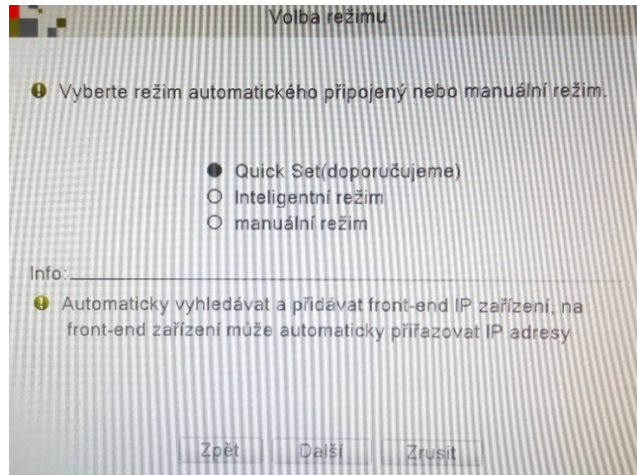 Volba režimu
Vyberte režim automatického připojený nebo manuální režim.
Quick Set(doporučujeme)
Inteligentní režim
manuální režim
Info:
Automaticky vyhledávat a přidávat front-end IP zařízení, na
front-end zařízení může automaticky přiřazovat IP adresy
Zpět
Další
Zrusit